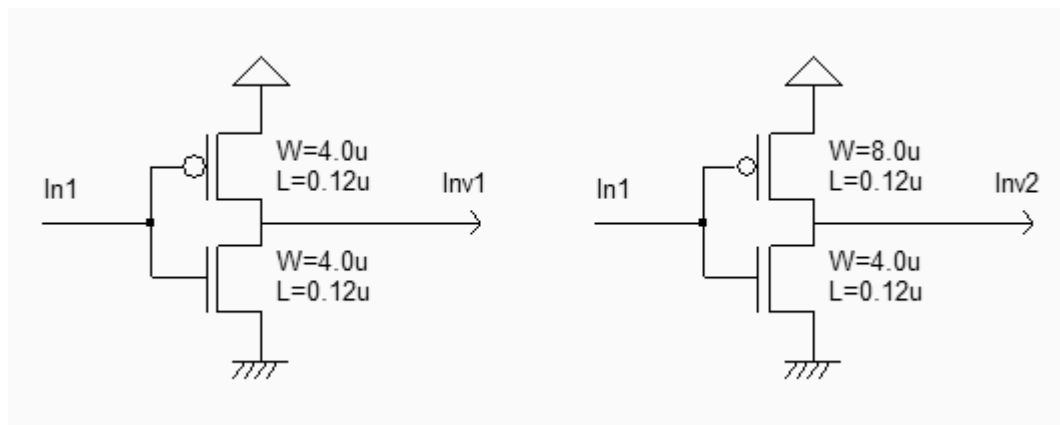 W=4.0u
L=0.12u
In1
Inv1
W=4.0u
L=0.12u
W=8.0u
L=0.12u
In1
Inv2
W=4.0u
L=0.12u